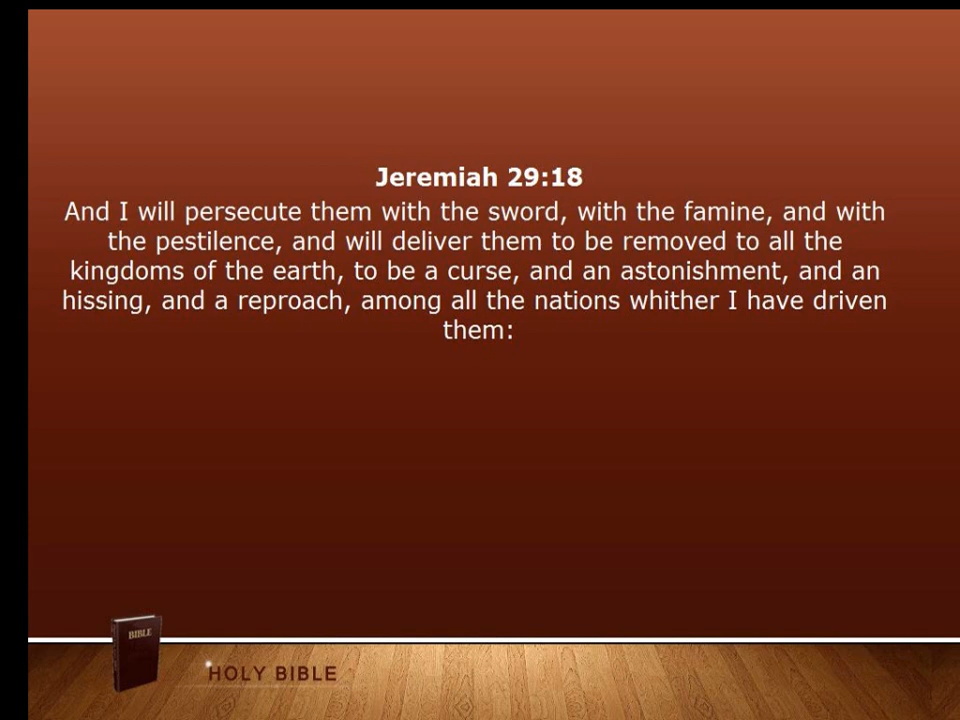 Jeremiah 29:18
And I will persecute them with the sword, with the famine, and with
the pestilence, and will deliver them to be removed to all the
kingdoms of the earth, to be a curse, and an astonishment, and an
hissing, and a reproach, among all the nations whither I have driven
them:
BIBLE
HOLY BIBLE